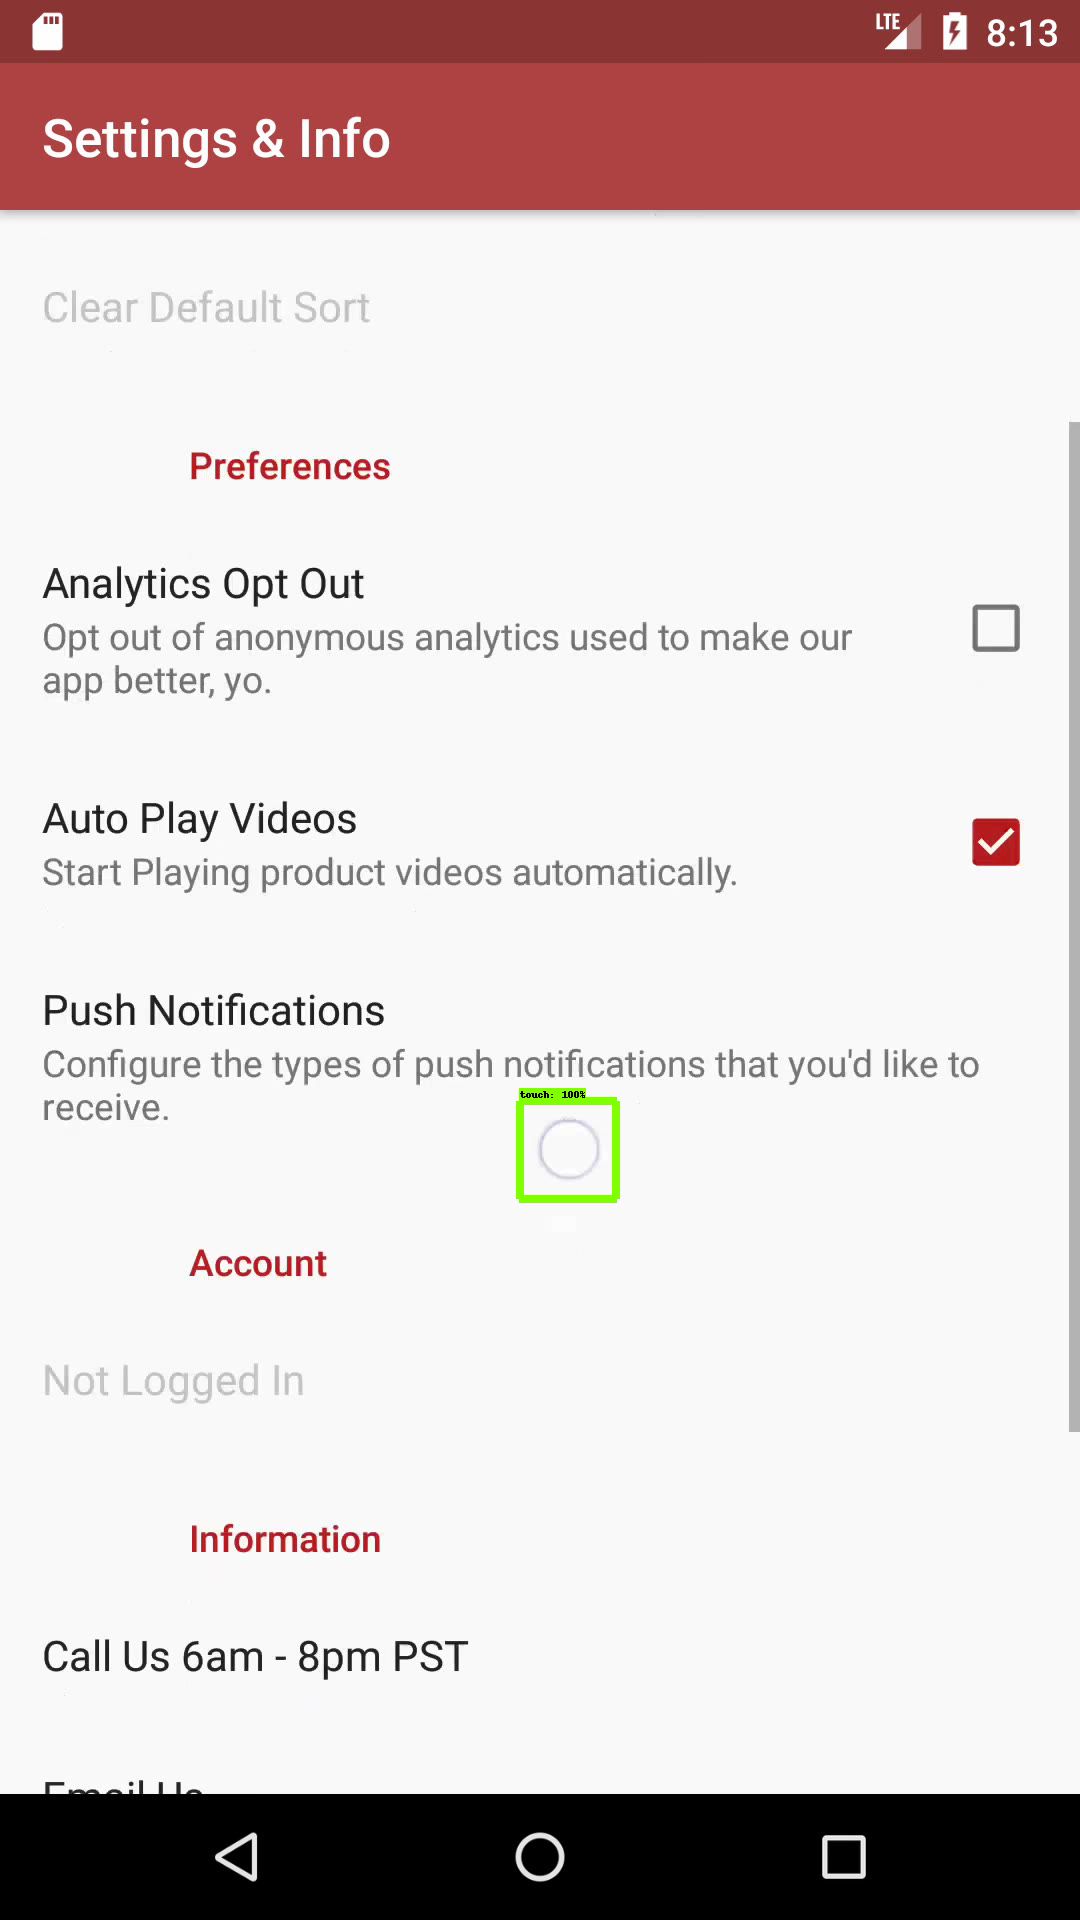 LTE 8:13
Settings & Info
Clear Default Sort
Preferences
Analytics Opt Out
Opt out of anonymous analytics used to make our
app better, yo.
Auto Play Videos
Start Playing product videos automatically.
Push Notifications
Configure the types of push notifications that you'd like to
receive.
touch: 100%
Account
Not Logged In
Information
Call Us 6am - 8pm PST
Email Us